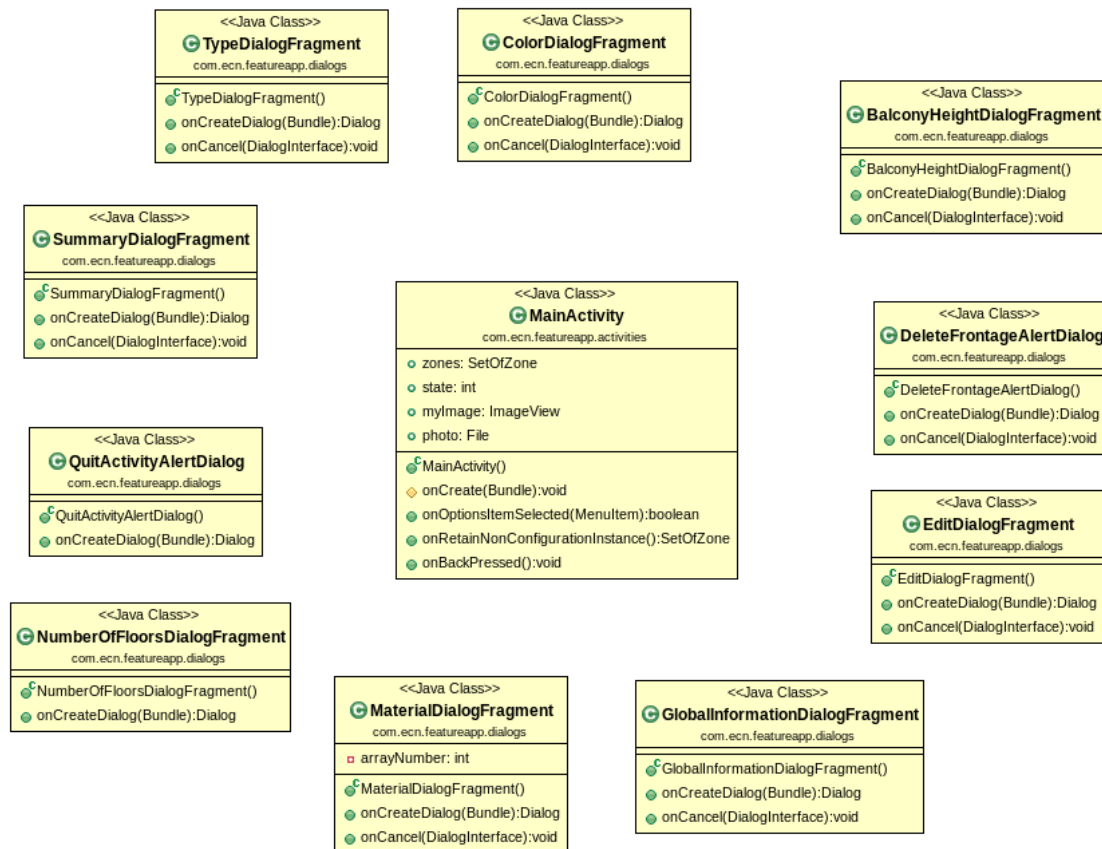 <<Java Class>>
TypeDialogFragment
com.ecn.featureapp.dialogs
TypeDialogFragment()
onCreateDialog(Bundle):Dialog
onCancel(DialogInterface):void
<<Java Class>>
ColorDialogFragment
com.ecn.featureapp.dialogs
ColorDialogFragment()
onCreateDialog(Bundle):Dialog
onCancel(DialogInterface):void
<<Java Class>>
BalconyHeightDialogFragment
com.ecn.featureapp.dialogs
BalconyHeightDialogFragment()
onCreateDialog(Bundle):Dialog
onCancel(DialogInterface):void
<<Java Class>>
SummaryDialogFragment
com.ecn.featureapp.dialogs
SummaryDialogFragment()
onCreateDialog(Bundle):Dialog
onCancel(DialogInterface):void
<<Java Class>>
MainActivity
com.ecn.featureapp.activities
zones: SetOfZone
state: int
myImage: ImageView
photo: File
MainActivity()
onCreate(Bundle):void
onOptionsItemSelected(MenuItem):boolean
onRetainNonConfigurationInstance():SetOfZone
onBackPressed():void
<<Java Class>>
DeleteFrontageAlertDialog
com.ecn.featureapp.dialogs
DeleteFrontageAlertDialog()
onCreateDialog(Bundle):Dialog
onCancel(DialogInterface):void
<<Java Class>>
QuitActivityAlertDialog
com.ecn.featureapp.dialogs
QuitActivityAlertDialog()
onCreateDialog(Bundle):Dialog
<<Java Class>>
EditDialogFragment
com.ecn.featureapp.dialogs
EditDialogFragment()
onCreateDialog(Bundle):Dialog
onCancel(DialogInterface):void
<<Java Class>>
NumberOfFloorsDialogFragment
com.ecn.featureapp.dialogs
NumberOfFloorsDialogFragment()
onCreateDialog(Bundle):Dialog
<<Java Class>>
MaterialDialogFragment
com.ecn.featureapp.dialogs
arrayNumber: int
MaterialDialogFragment()
onCreateDialog(Bundle):Dialog
onCancel(DialogInterface):void
<<Java Class>>
GlobalInformationDialogFragment
com.ecn.featureapp.dialogs
GlobalInformationDialogFragment()
onCreateDialog(Bundle):Dialog
onCancel(DialogInterface):void